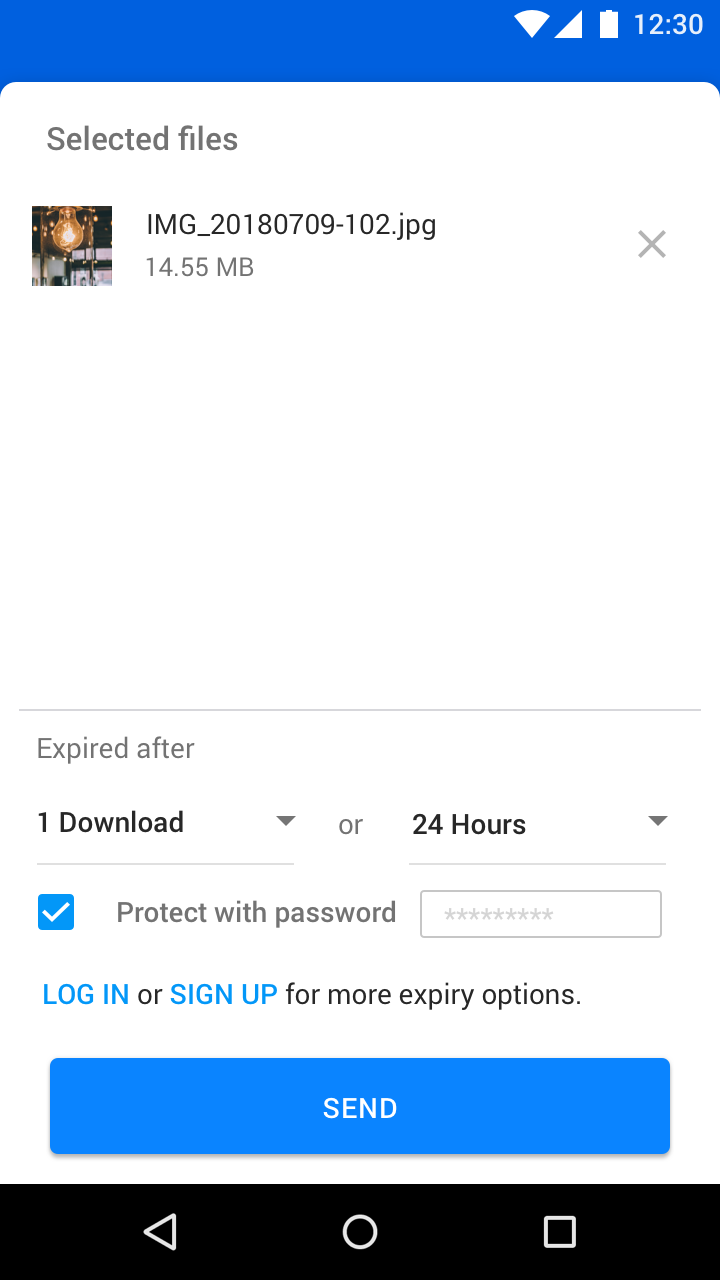 12:30
Selected files
IMG_20180709-102.jpg
14.55 MB
Expired after
1 Download or 24 Hours
Protect with password *********
LOG IN or SIGN UP for more expiry options.
SEND